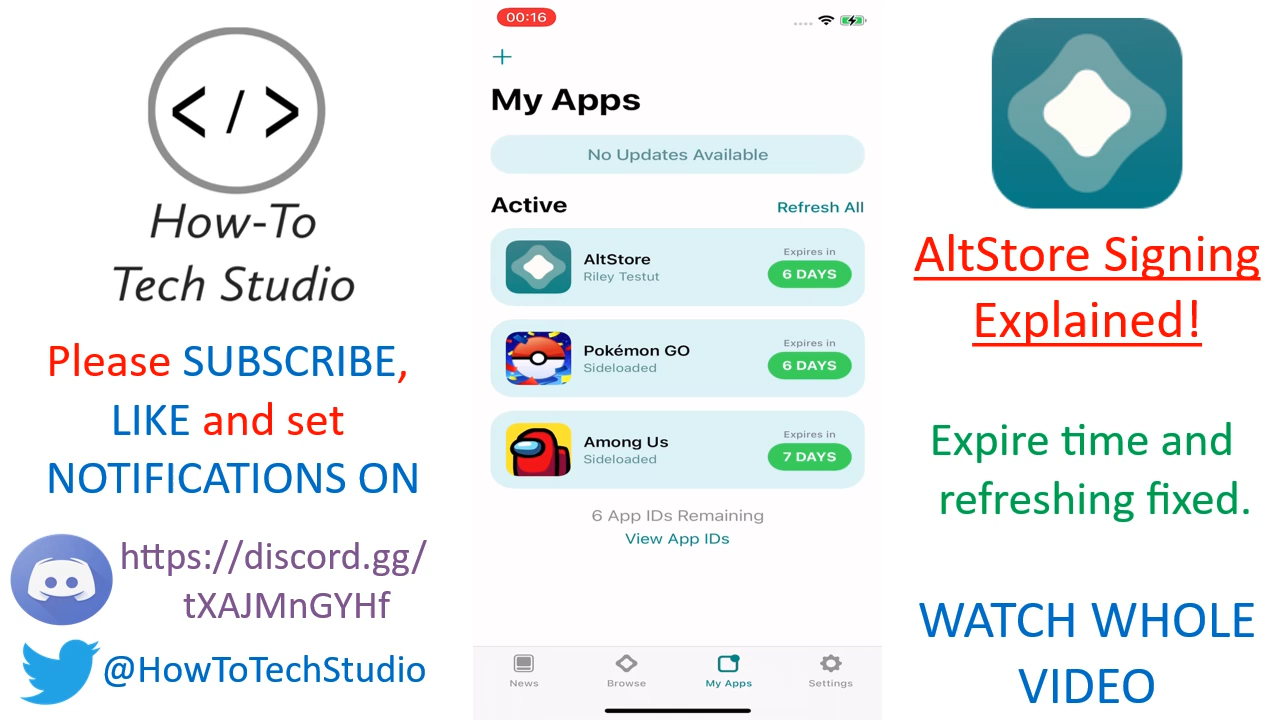 </>
How-To
Tech Studio
Please SUBSCRIBE,
LIKE and set
NOTIFICATIONS ON
https://discord.gg/
tXAJMnGYHf
@HowToTechStudio
00:16
+
My Apps
No Updates Available
Active
Refresh All
AltStore
Riley Testut
Expires in
6 DAYS
Pokémon GO
Sideloaded
Expires in
6 DAYS
Among Us
Sideloaded
Expires in
7 DAYS
6 App IDs Remaining
View App IDs
News
Browse
My Apps
Settings
AltStore Signing
Explained!
Expire time and
refreshing fixed.
WATCH WHOLE
VIDEO